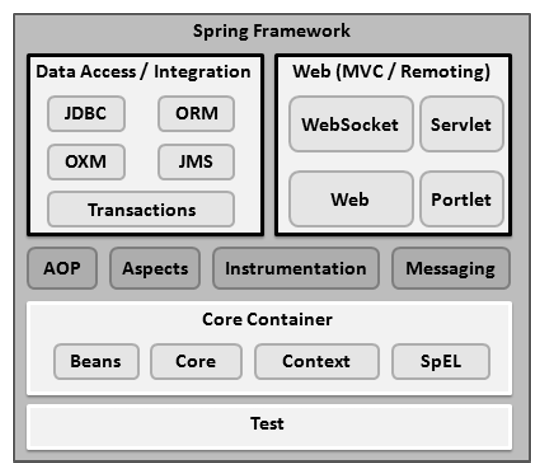 Spring Framework
Data Access / Integration
JDBC
ORM
OXM
JMS
Transactions
Web (MVC / Remoting)
WebSocket
Servlet
Web
Portlet
AOP
Aspects
Instrumentation
Messaging
Core Container
Beans
Core
Context
SpEL
Test